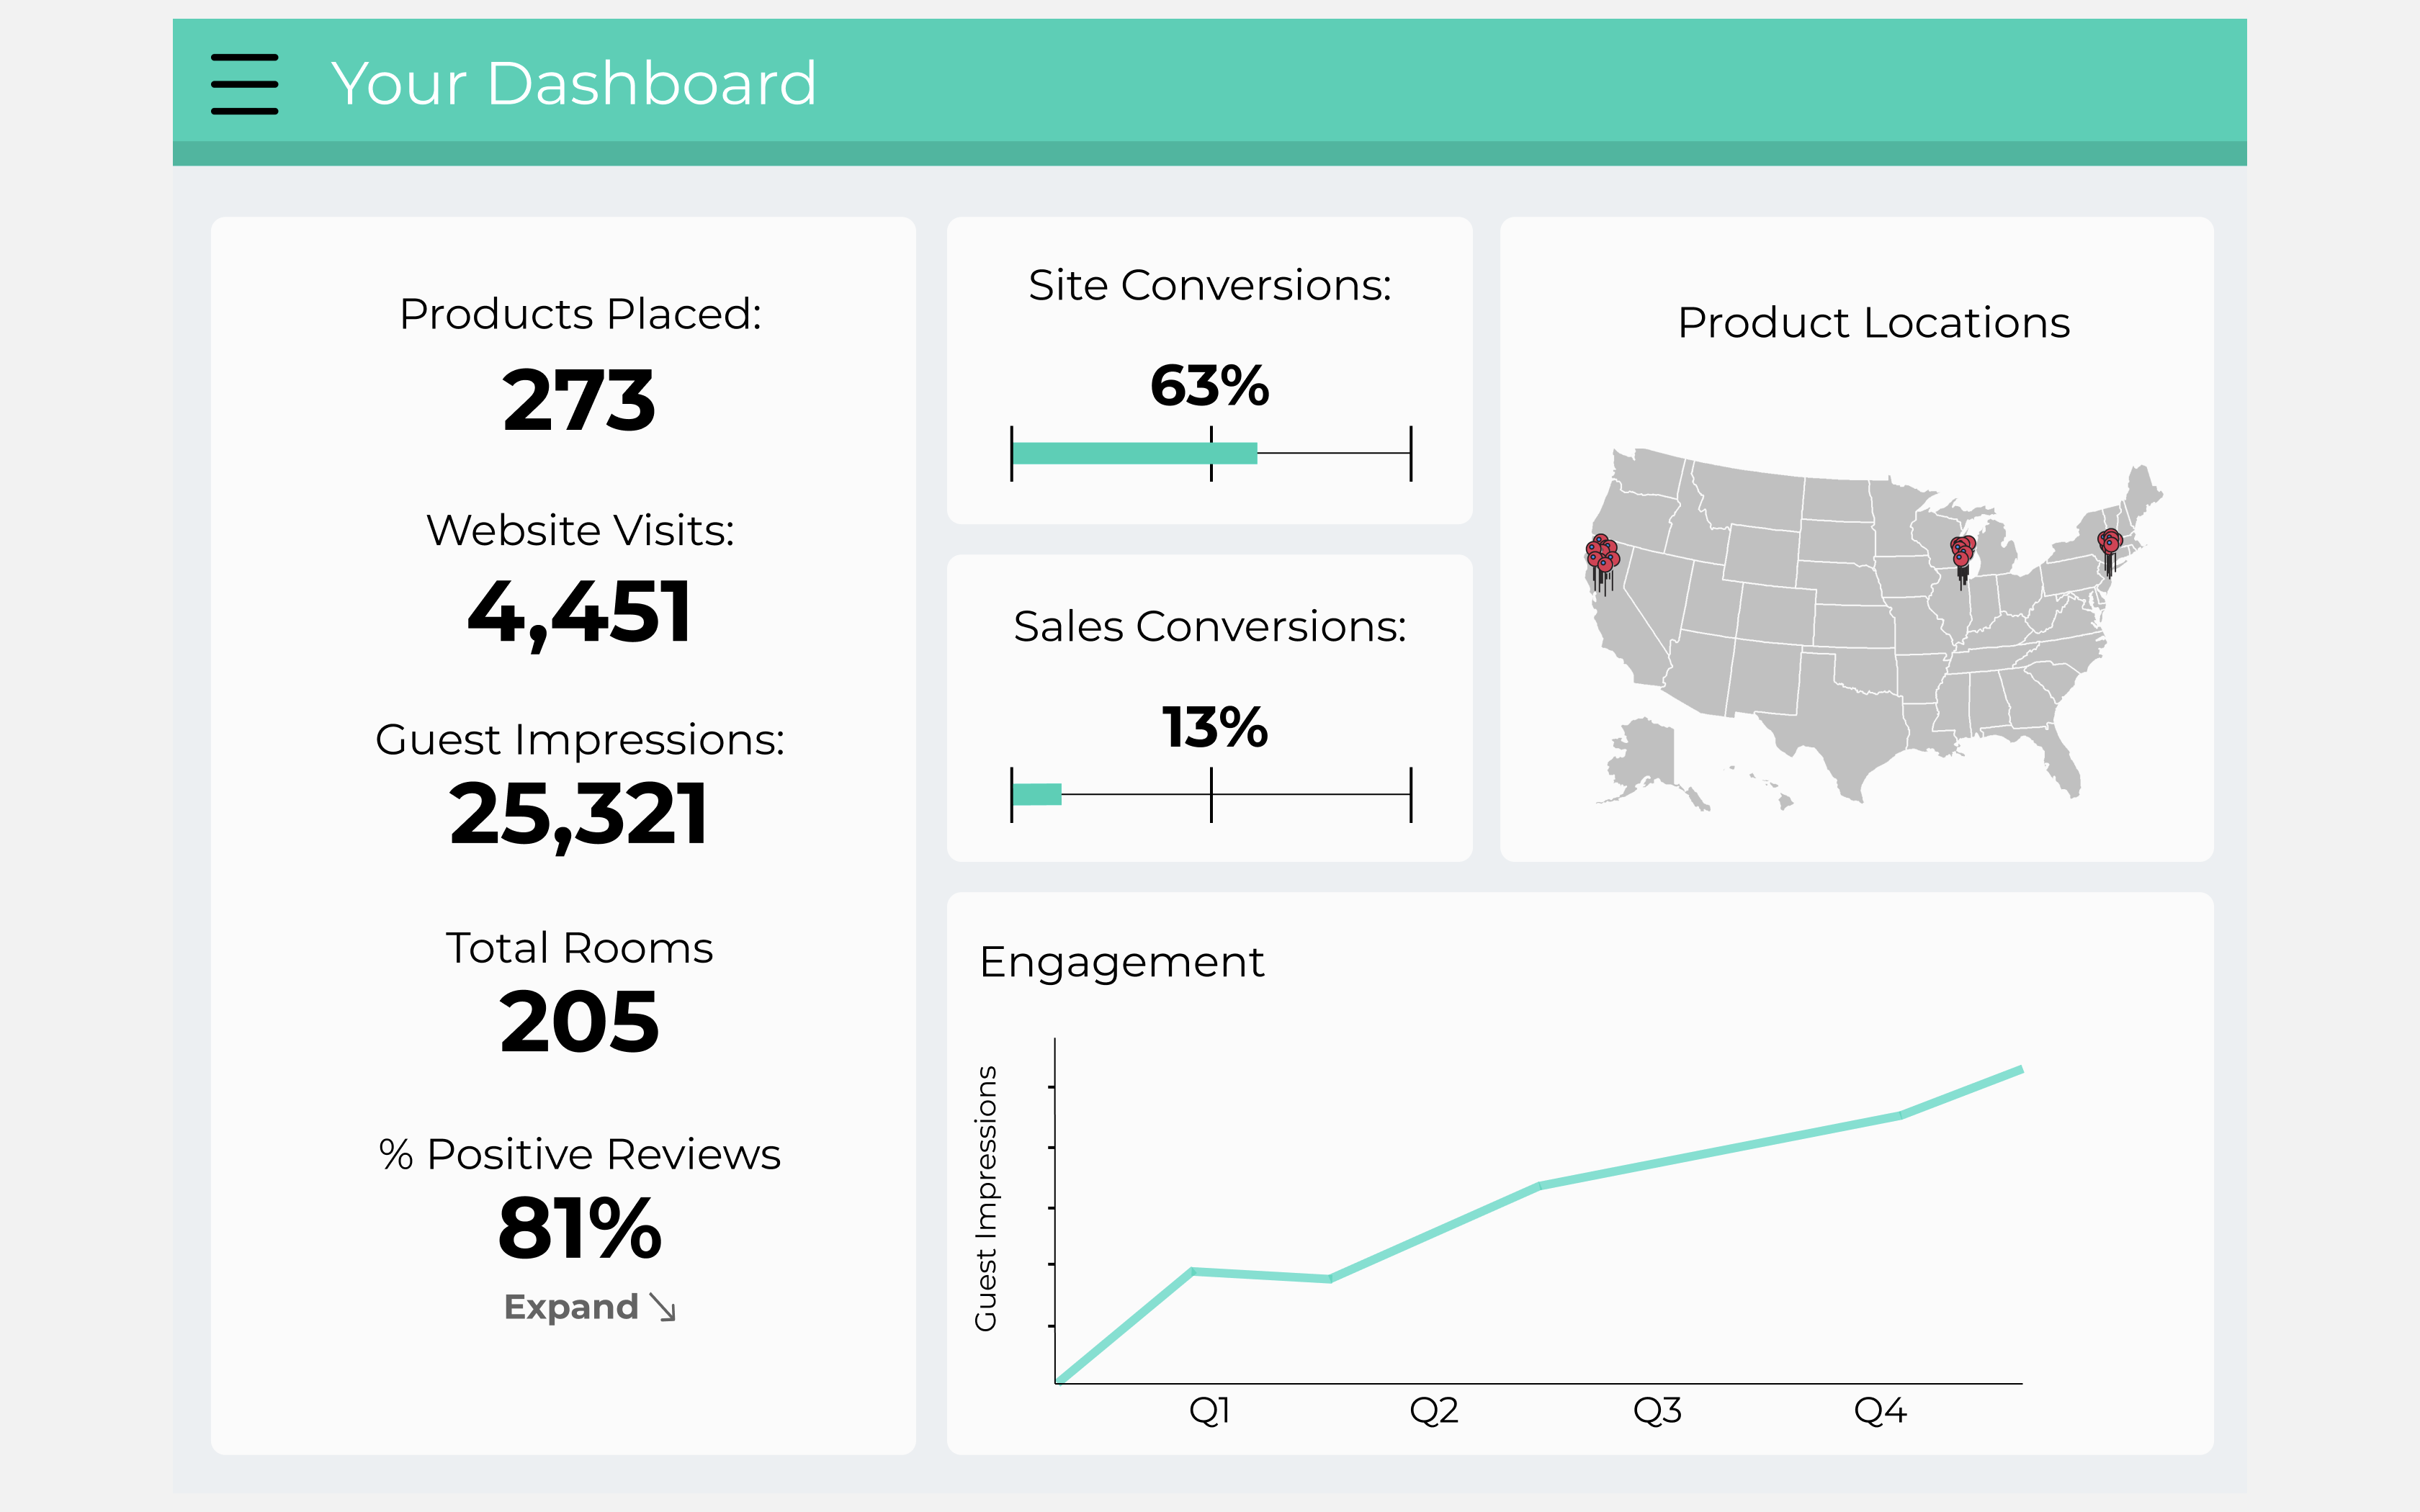 Your Dashboard
Products Placed:
273
Website Visits:
4,451
Guest Impressions:
25,321
Total Rooms
205
% Positive Reviews
81%
Expand
Site Conversions:
63%
Sales Conversions:
13%
Product Locations
Engagement
Guest Impressions
Q1
Q2
Q3
Q4